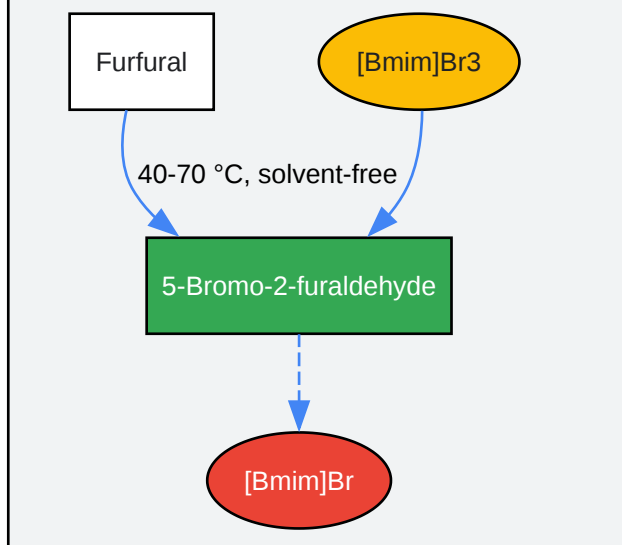 Furfural
[Bmim]Br3
40-70 °C, solvent-free
5-Bromo-2-furaldehyde
[Bmim]Br